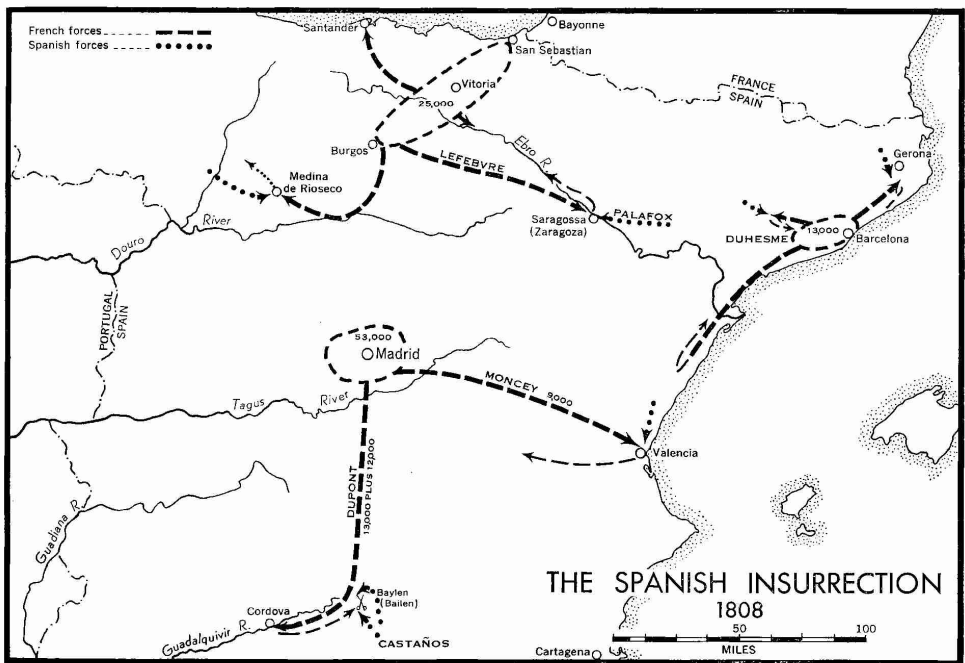 French forces
Spanish forces
Santander
Bayonne
San Sebastian
Vitoria
25,000
FRANCE
SPAIN
Burgos
LEFEBVRE
Ebro R.
Gerona
Medina
de Rioseco
Saragossa
(Zaragoza)
PALAFOX
13,000
DUHESME
Barcelona
Douro
River
PORTUGAL
SPAIN
53,000
Madrid
MONCEY
9,000
Tagus
River
Valencia
DUPONT
13,000 PLUS 12,000
Guadiana R.
Baylen
(Bailen)
Cordova
Guadalquivir
R.
CASTAÑOS
THE SPANISH INSURRECTION
1808
0 50 100
MILES
Cartagena